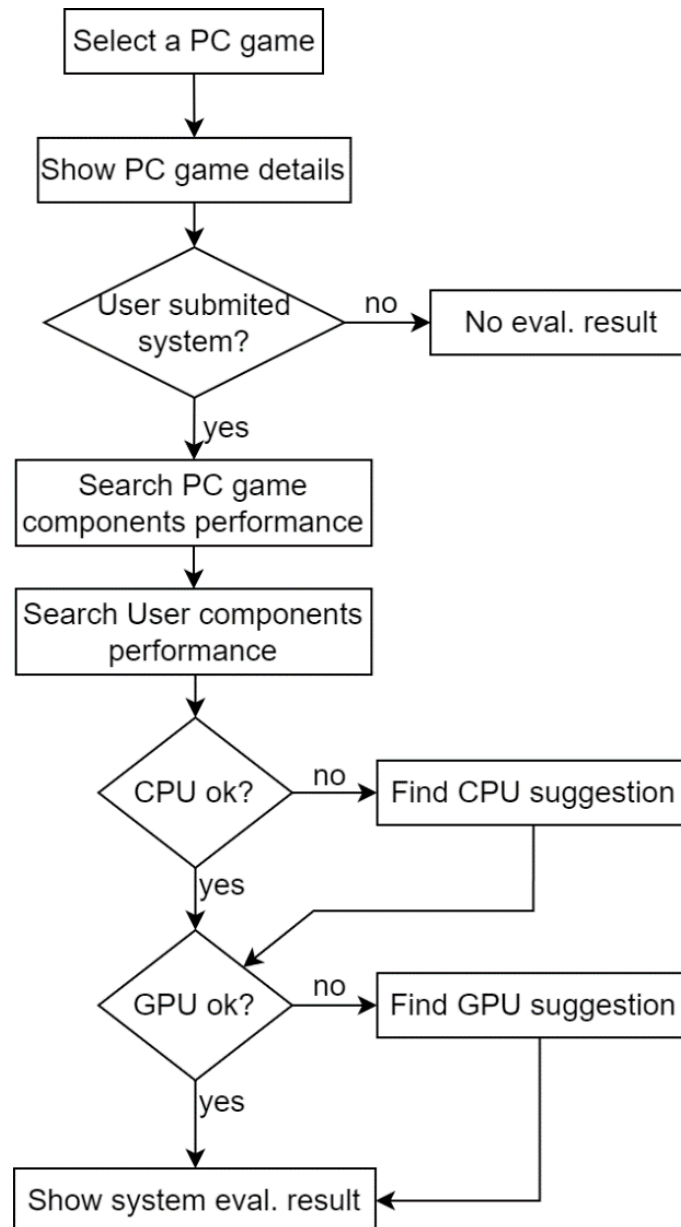 Select a PC game
Show PC game details
User submited
system?
no
No eval. result
yes
Search PC game
components performance
Search User components
performance
CPU ok?
no
Find CPU suggestion
yes
GPU ok?
no
Find GPU suggestion
yes
Show system eval. result